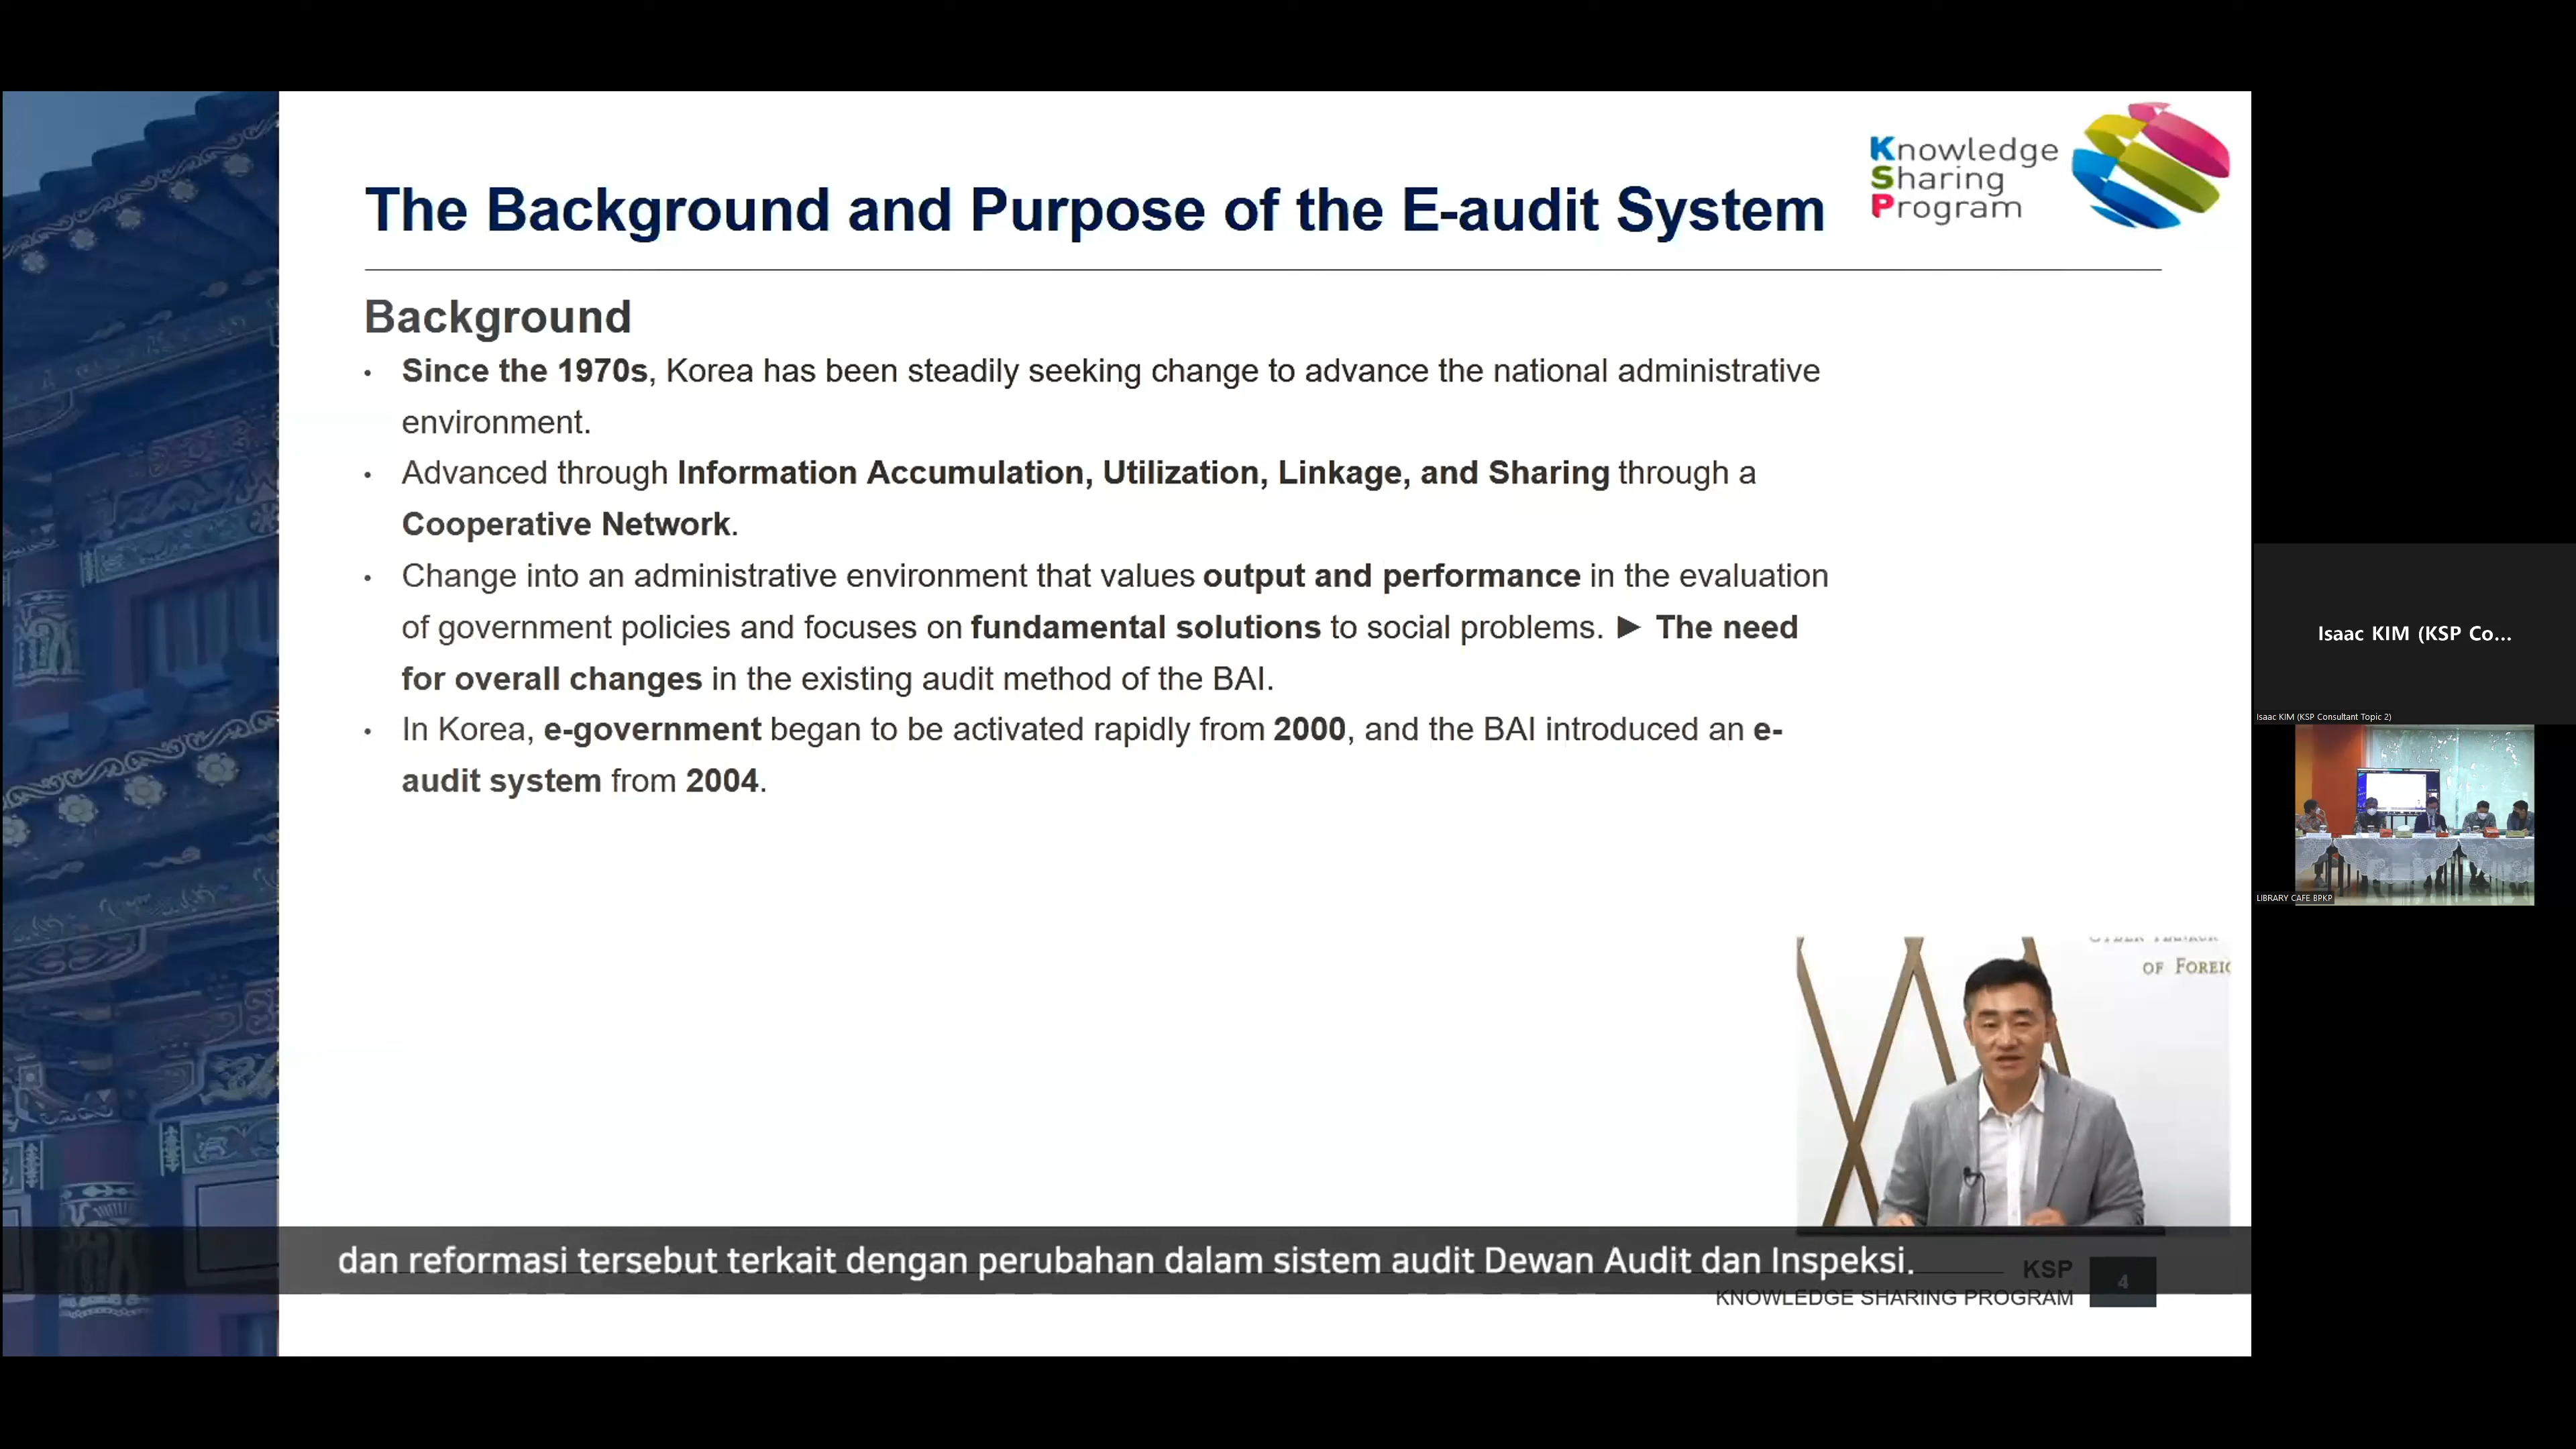 Knowledge
Sharing
Program
The Background and Purpose of the E-audit System
Background
• Since the 1970s, Korea has been steadily seeking change to advance the national administrative
environment.
• Advanced through Information Accumulation, Utilization, Linkage, and Sharing through a
Cooperative Network.
• Change into an administrative environment that values output and performance in the evaluation
of government policies and focuses on fundamental solutions to social problems. ► The need
for overall changes in the existing audit method of the BAI.
• In Korea, e-government began to be activated rapidly from 2000, and the BAI introduced an e-
audit system from 2004.
Isaac KIM (KSP Co...
Isaac KIM (KSP Consultant Topic 2)
LIBRARY CAFE BPKP
OF FOREIG
dan reformasi tersebut terkait dengan perubahan dalam sistem audit Dewan Audit dan Inspeksi.
KSP
4
KNOWLEDGE SHARING PROGRAM